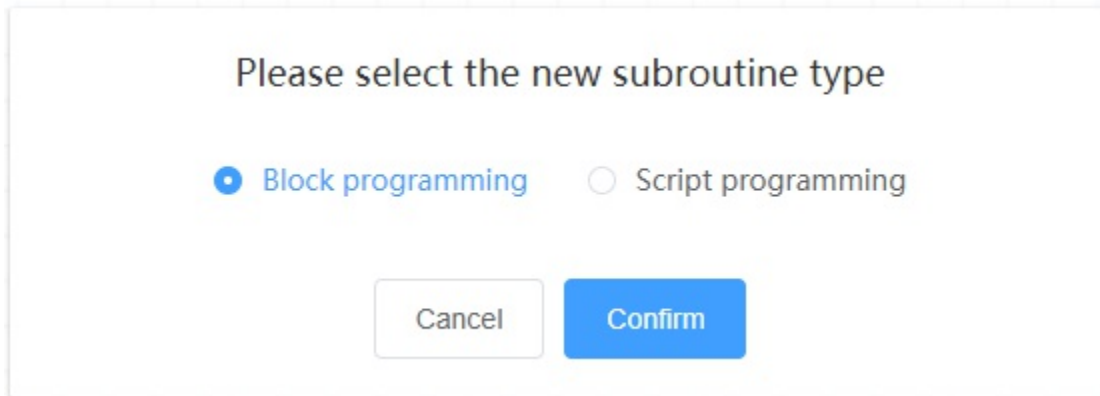 Please select the new subroutine type
Block programming Script programming
Cancel Confirm